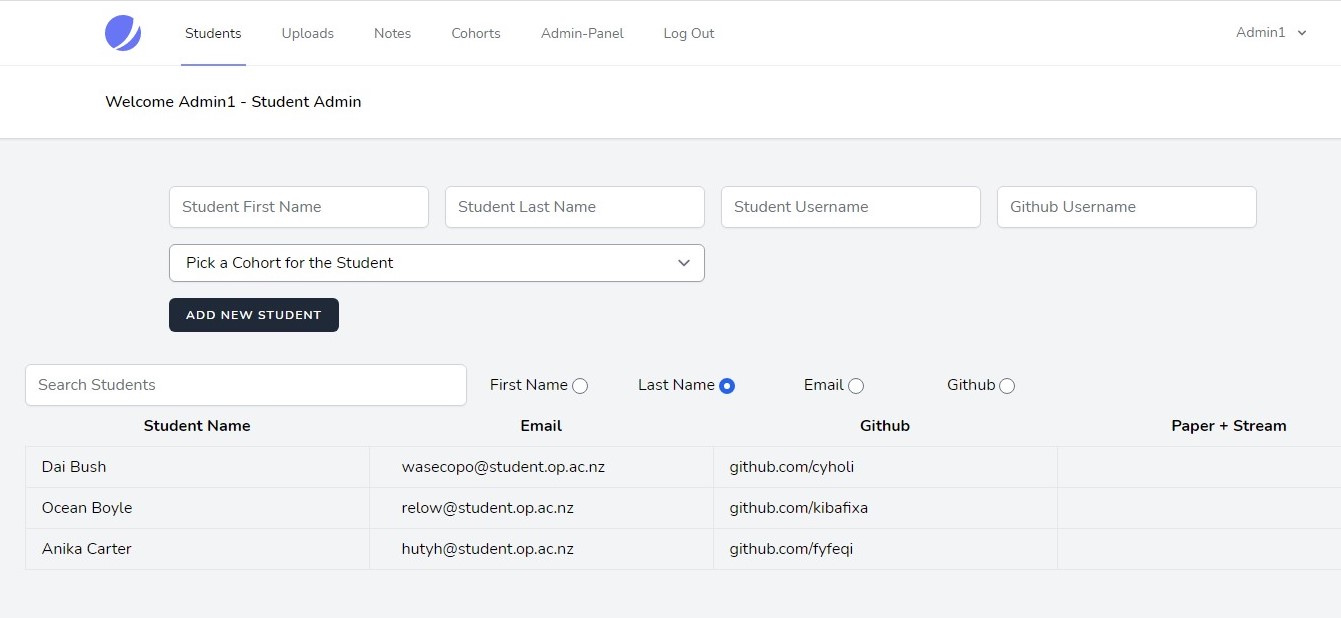 Students Uploads Notes Cohorts Admin-Panel Log Out Admin1
Welcome Admin1 - Student Admin
Student First Name Student Last Name Student Username Github Username
Pick a Cohort for the Student
ADD NEW STUDENT
Search Students First Name Last Name Email Github
Student Name Email Github Paper + Stream
Dai Bush wasecopo@student.op.ac.nz github.com/cyholi
Ocean Boyle relow@student.op.ac.nz github.com/kibafixa
Anika Carter hutyh@student.op.ac.nz github.com/fyfeqi